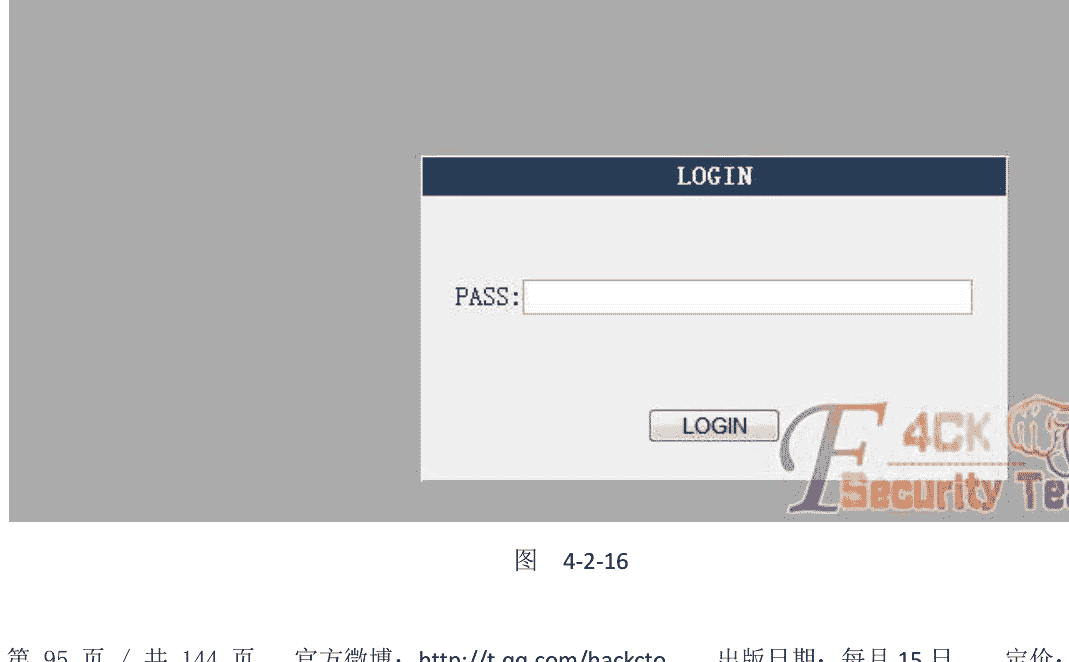 LOGIN
PASS:
LOGIN
F4CK
Security Tea
图 4-2-16
第 95 页 / 共 144 页 官方微博：http://t.qq.com/hackcto 出版日期：每月 15 日 定价：